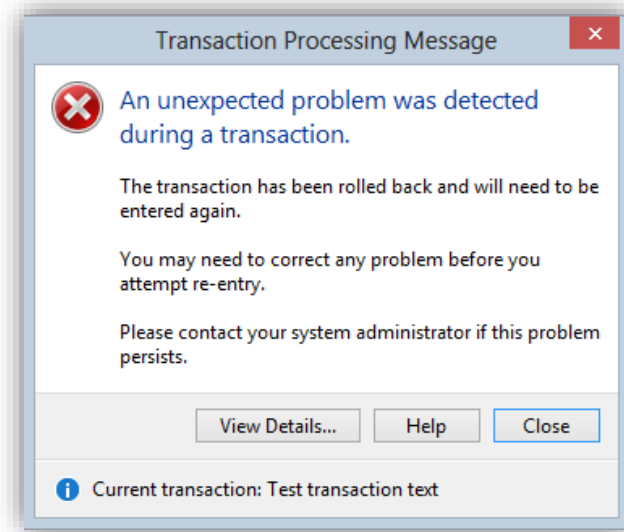 Transaction Processing Message
An unexpected problem was detected
during a transaction.
The transaction has been rolled back and will need to be
entered again.
You may need to correct any problem before you
attempt re-entry.
Please contact your system administrator if this problem
persists.
View Details... Help Close
Current transaction: Test transaction text